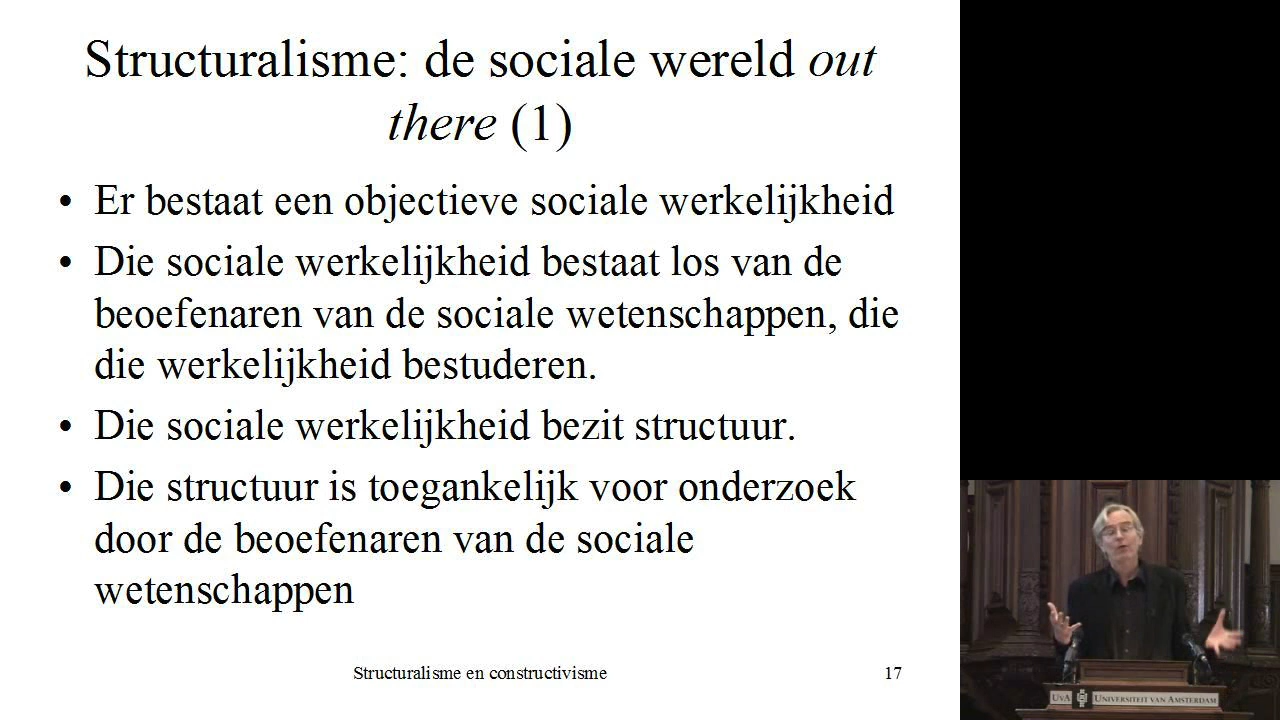 Structuralisme: de sociale wereld out
there (1)
• Er bestaat een objectieve sociale werkelijkheid
• Die sociale werkelijkheid bestaat los van de
beoefenaren van de sociale wetenschappen, die
die werkelijkheid bestuderen.
• Die sociale werkelijkheid bezit structuur.
• Die structuur is toegankelijk voor onderzoek
door de beoefenaren van de sociale
wetenschappen
Structuralisme en constructivisme
17
UvA UNIVERSITEIT VAN AMSTERDAM